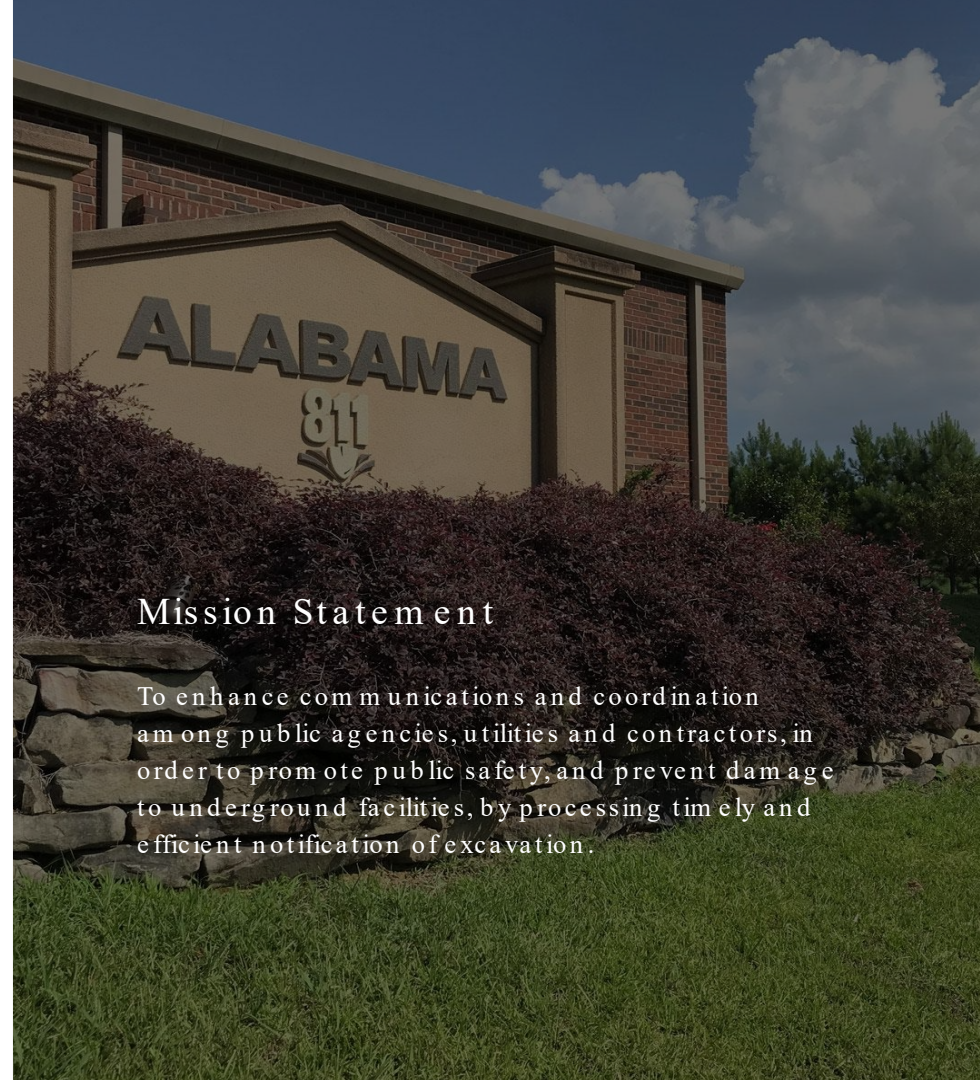 ALABAMA
811
Mission Statement
To enhance communications and coordination
among public agencies, utilities and contractors, in
order to promote public safety, and prevent damage
to underground facilities, by processing timely and
efficient notification of excavation.